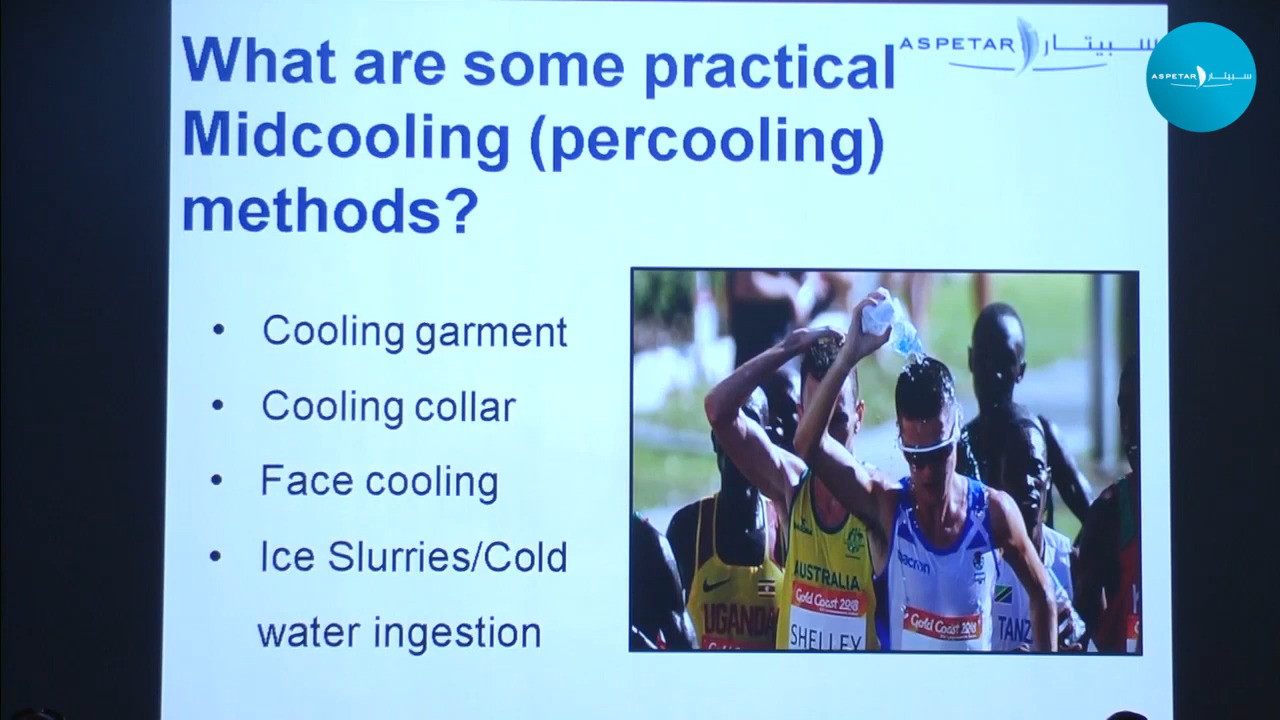 What are some practical
Midcooling (percooling)
methods?
ASPETAR سبيتار
ASPETAR سبيتار
• Cooling garment
• Cooling collar
• Face cooling
• Ice Slurries/Cold
water ingestion
AUSTRALIA
Gold Coast 2018
SHELLEY
UGANDA
macron
Gold Coast 2018
TANZ